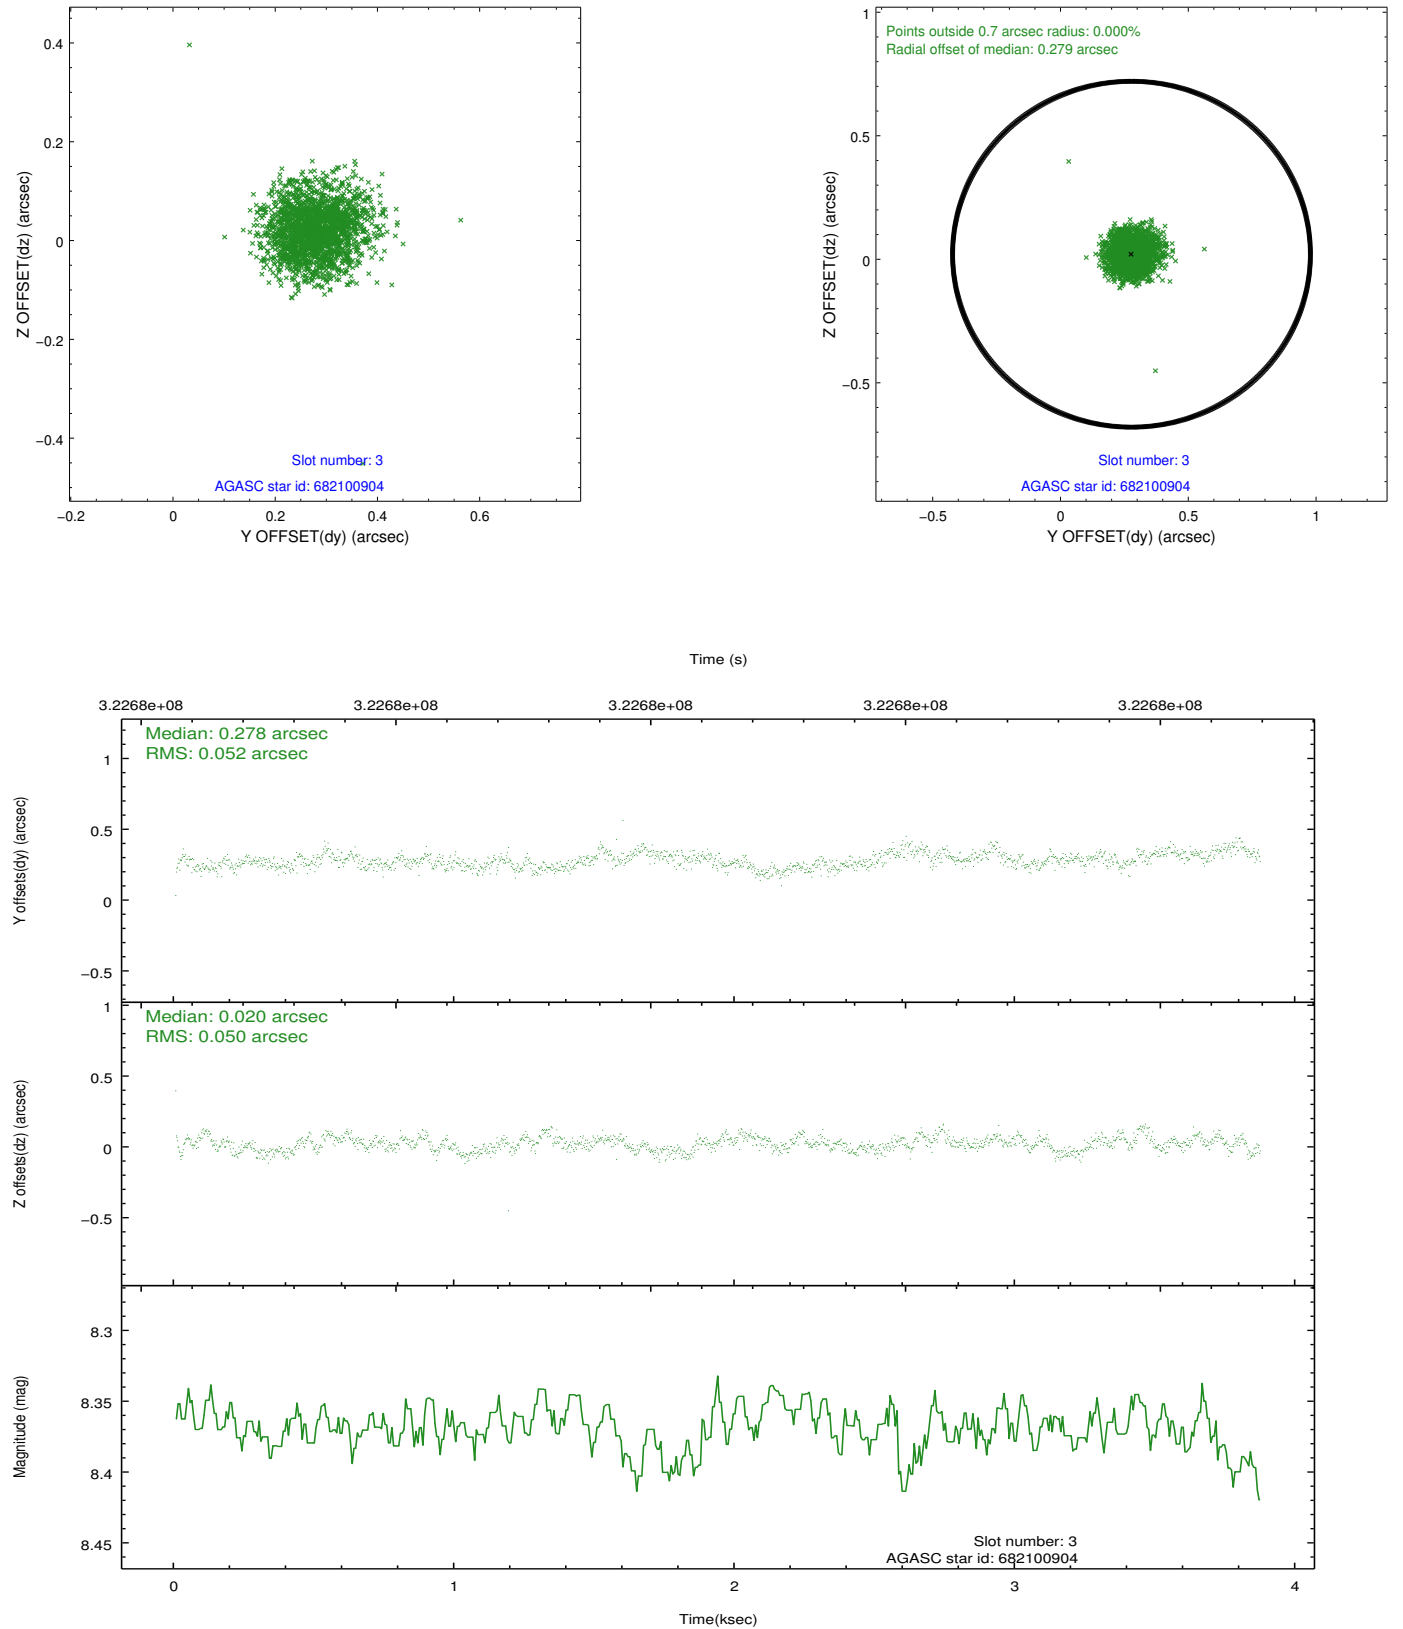 0.4
0.2
0
−0.2
−0.4
Z OFFSET(dz) (arcsec)
Slot number: 3
AGASC star id: 682100904
−0.2 0 0.2 0.4 0.6
Y OFFSET(dy) (arcsec)
1
0.5
0
−0.5
Z OFFSET(dz) (arcsec)
Points outside 0.7 arcsec radius: 0.000%
Radial offset of median: 0.279 arcsec
Slot number: 3
AGASC star id: 682100904
−0.5 0 0.5 1
Y OFFSET(dy) (arcsec)
Time (s)
3.2268e+08 3.2268e+08 3.2268e+08 3.2268e+08 3.2268e+08
Median: 0.278 arcsec
RMS: 0.052 arcsec
1
0.5
0
−0.5
Y offsets(dy) (arcsec)
Median: 0.020 arcsec
RMS: 0.050 arcsec
1
0.5
0
−0.5
Z offsets(dz) (arcsec)
8.3
8.35
8.4
8.45
Magnitude (mag)
Slot number: 3
AGASC star id: 682100904
0 1 2 3 4
Time(ksec)